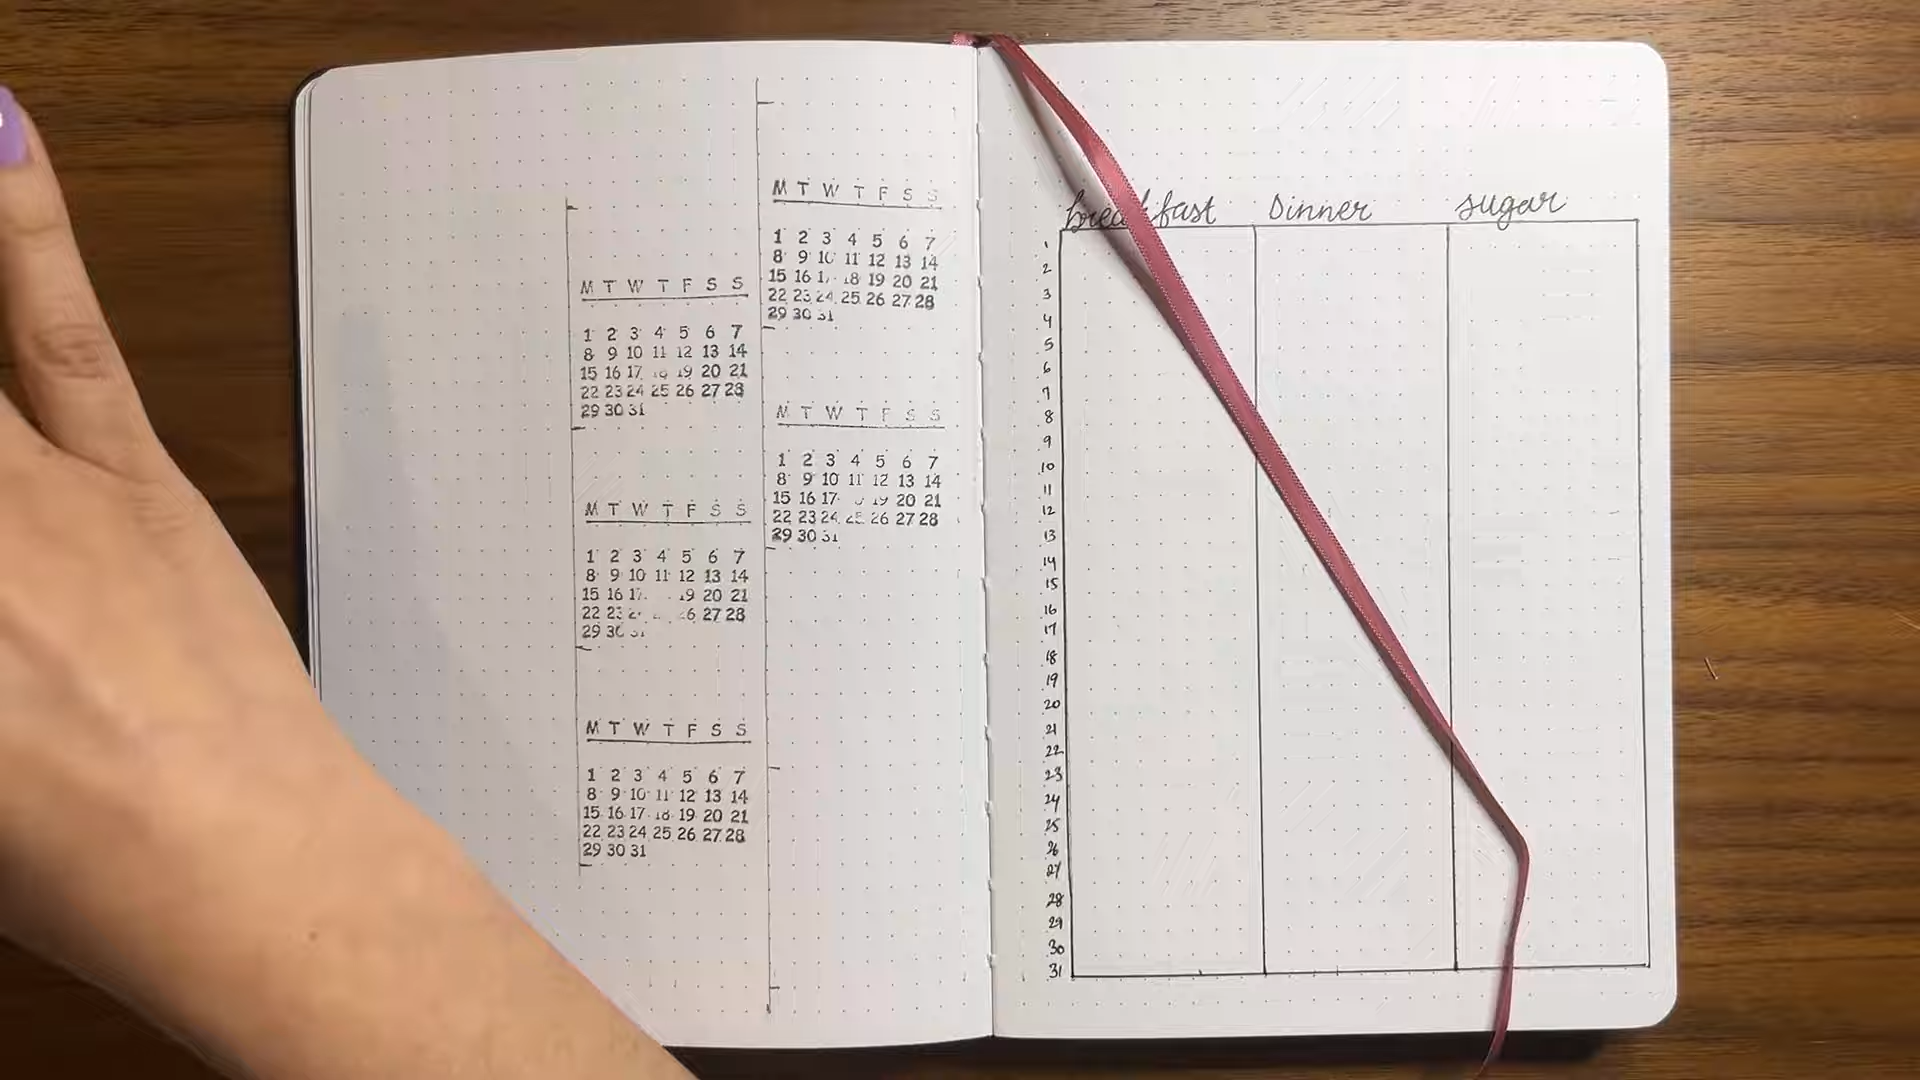 M T W T F S S
1 2 3 4 5 6 7
8 9 10 11 12 13 14
15 16 17 19 20 21
22 23 24 25 26 27 28
29 30 31
M T W T F S S
1 2 3 4 5 6 7
8 9 10 11 12 13 14
15 16 19 20 21
22 27 28
29
M T W T F S S
1 2 3 4 5 6 7
8 9 10 11 12 13 14
15 16 17 18 19 20 21
22 23 24 25 26 27 28
29 30 31
M T W T F S S
1 2 3 4 5 6 7
8 9 11 12 13 14
15 16 18 19 20 21
22 23 24 25 26 27 28
29 30 31
M T W T F S S
1 2 3 4 5 6 7
8 9 10 11 12 13 14
15 16 17 19 20 21
22 23 24 26 27 28
29 30 31
breakfast Dinner sugar
1
2
3
4
5
6
7
8
9
10
11
12
13
14
15
16
17
18
19
20
21
22
23
24
25
26
27
28
29
30
31